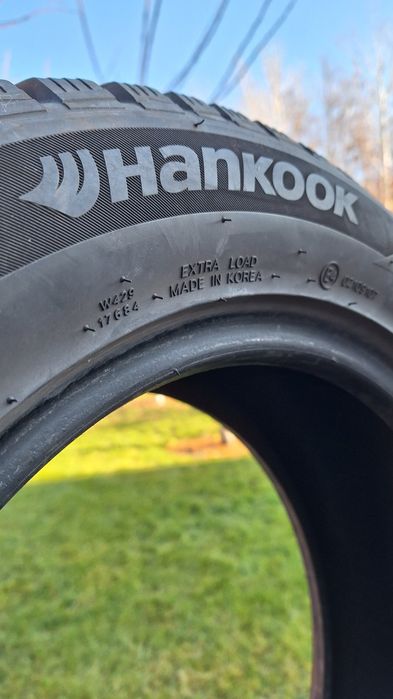 HANKOOK
EXTRA LOAD
MADE IN KOREA
W429
17684